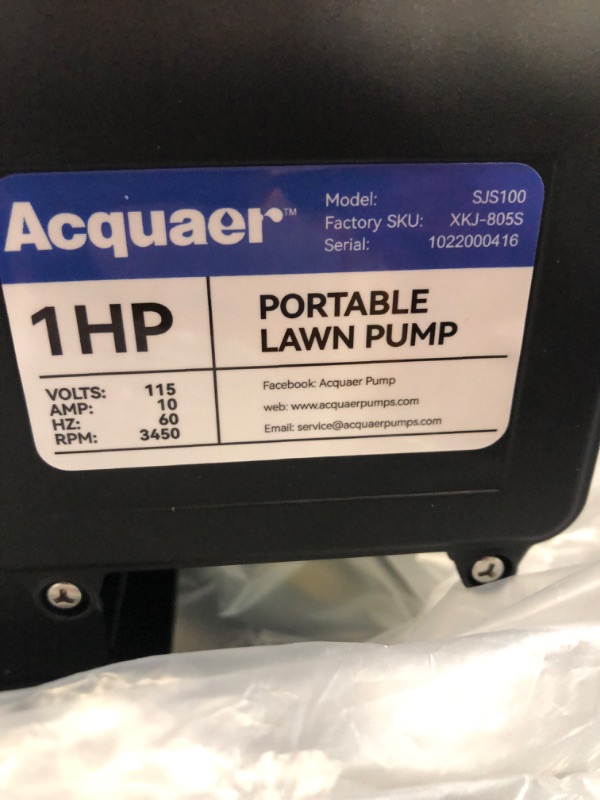 Acquaer™
Model: SJS100
Factory SKU: XKJ-805S
Serial: 1022000416
1HP
PORTABLE
LAWN PUMP
VOLTS: 115
AMP: 10
HZ: 60
RPM: 3450
Facebook: Acquaer Pump
web: www.acquaerpumps.com
Email: service@acquaerpumps.com